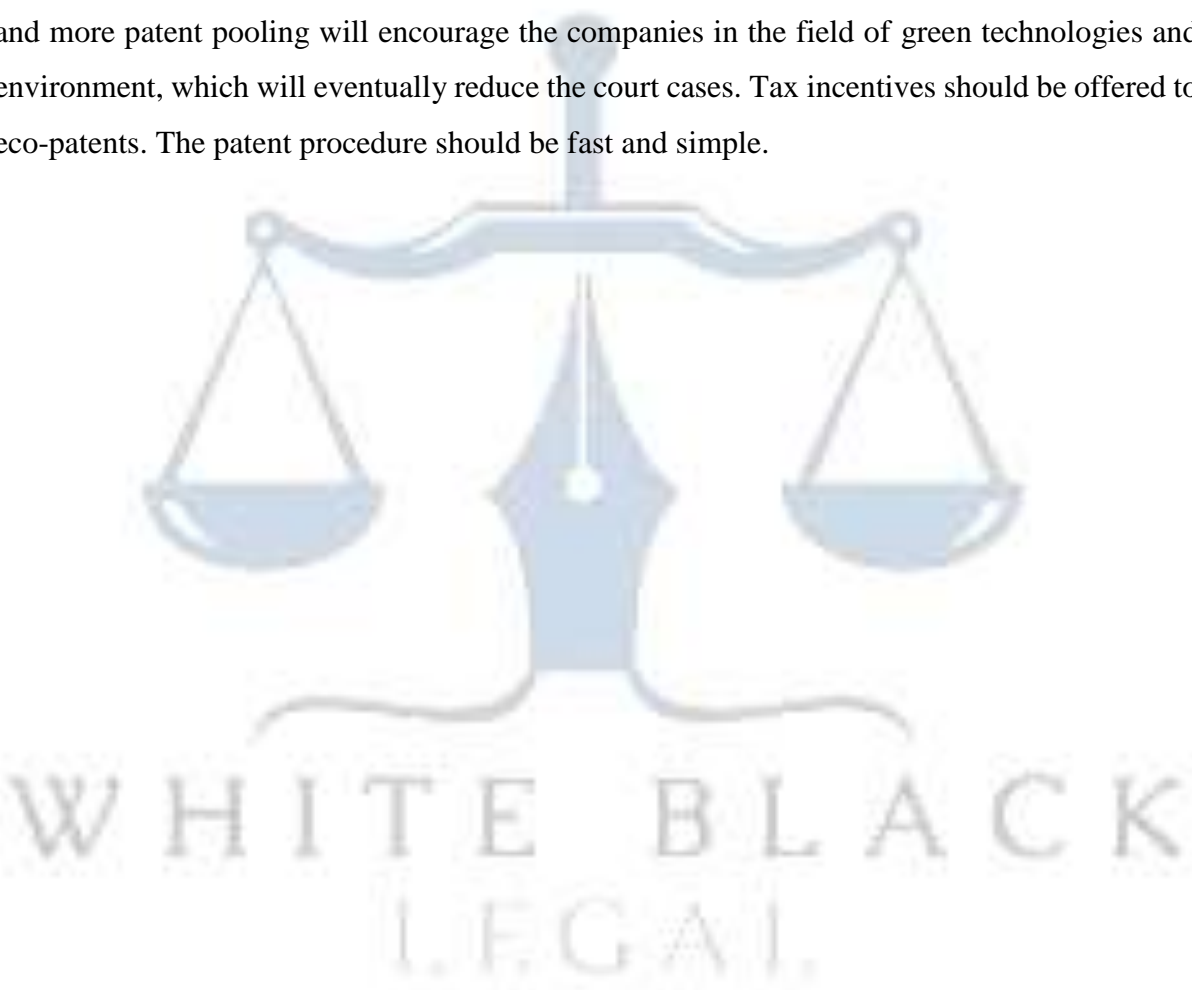 and more patent pooling will encourage the companies in the field of green technologies and
environment, which will eventually reduce the court cases. Tax incentives should be offered to
eco-patents. The patent procedure should be fast and simple.
WHITE BLACK
LEGAL